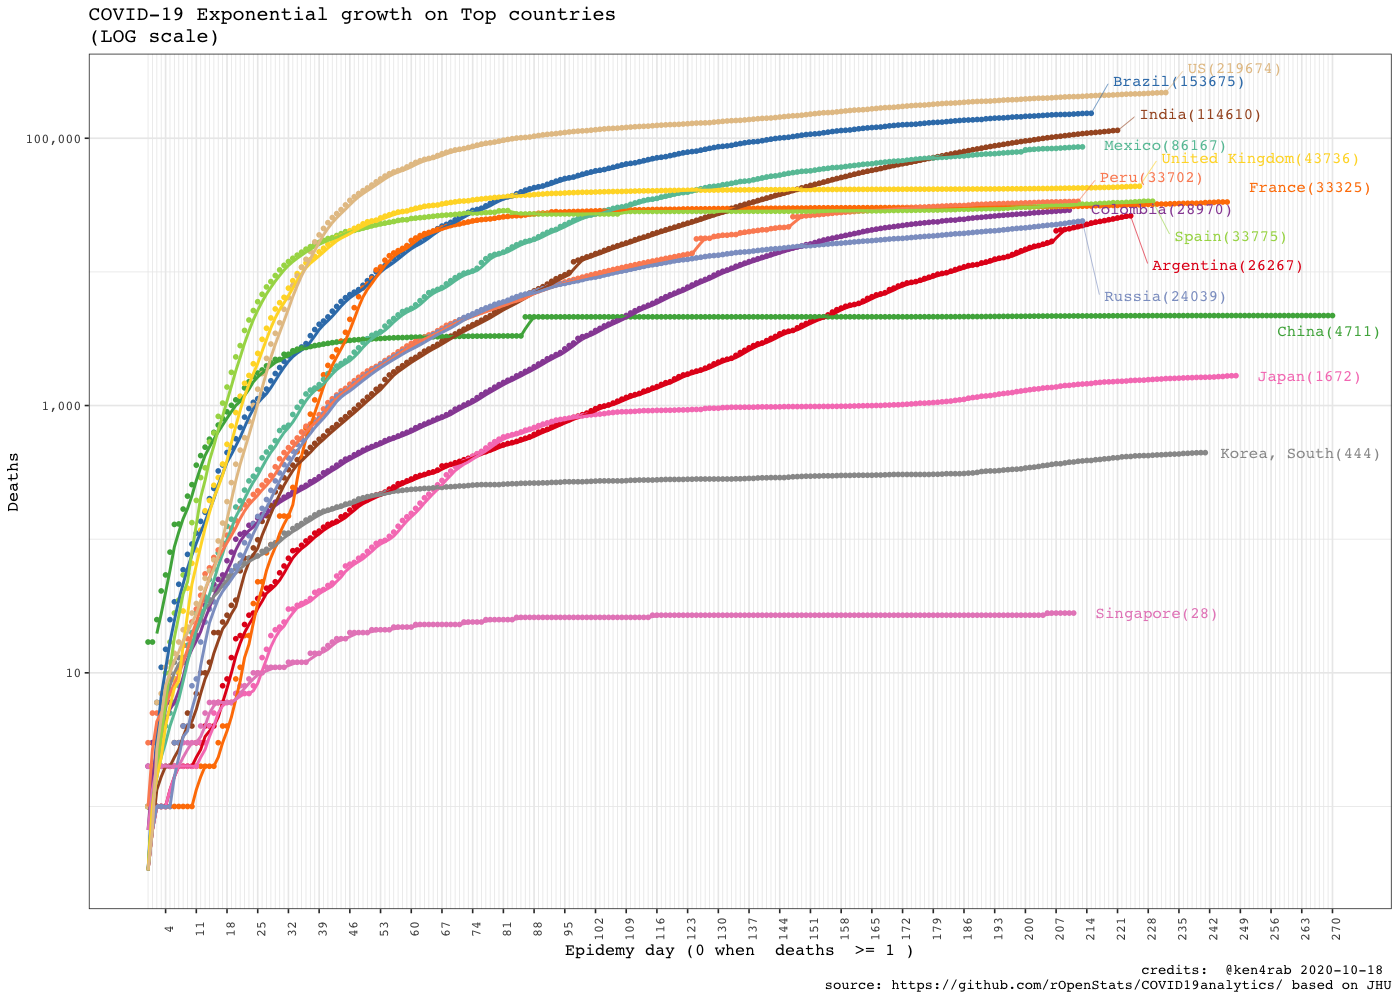 COVID-19 Exponential growth on Top countries
(LOG scale)
US(219674)
Brazil(153675)
India(114610)
100,000
Mexico(86167)
United Kingdom(43736)
Peru(33702)
France(33325)
Colombia(28970)
Spain(33775)
Argentina(26267)
Russia(24039)
China(4711)
Japan(1672)
1,000
Korea, South(444)
Deaths
Singapore(28)
10
4 11 18 25 32 39 46 53 60 67 74 81 88 95 102 109 116 123 130 137 144 151 158 165 172 179 186 193 200 207 214 221 228 235 242 249 256 263 270
Epidemy day (0 when  deaths  >= 1 )
credits:  @ken4rab 2020-10-18
source: https://github.com/rOpenStats/COVID19analytics/ based on JHU